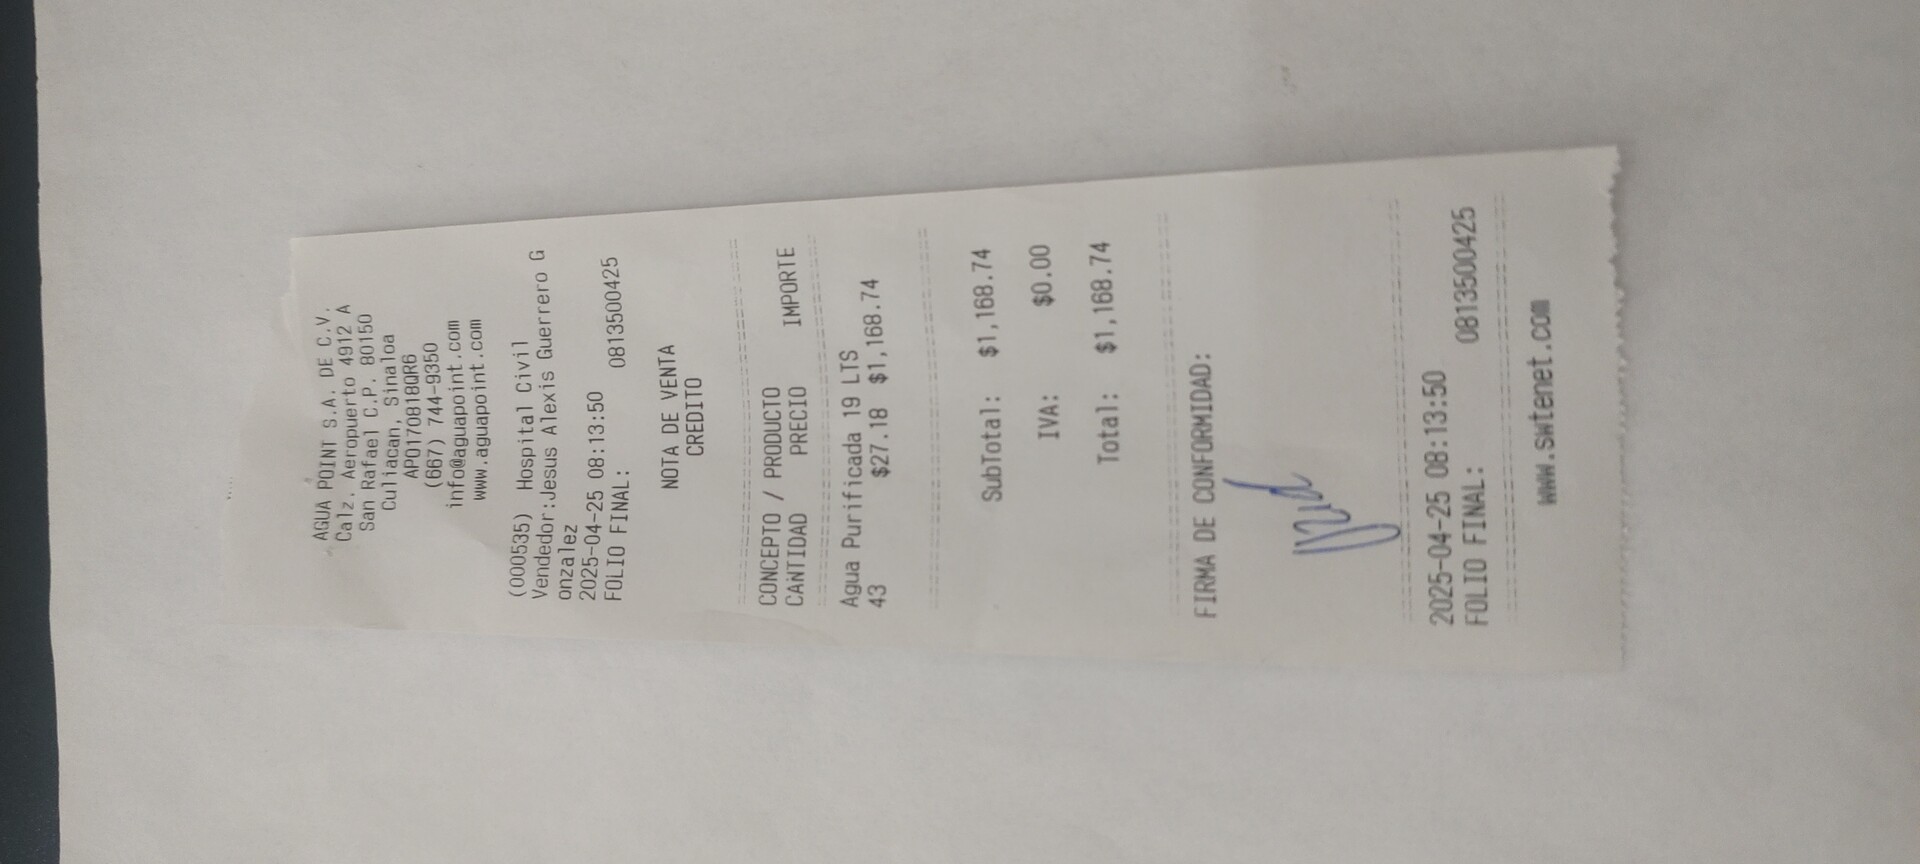 AGUA POINT S.A. DE C.V.
Calz. Aeropuerto 4912 A
San Rafael C.P. 80150
Culiacan, Sinaloa
APO170818QR6
(667) 744-9350
info@aguapoint.com
www.aguapoint.com
(000535) Hospital Civil
Vendedor:Jesus Alexis Guerrero G
onzalez
2025-04-25 08:13:50
FOLIO FINAL: 0813500425
NOTA DE VENTA
CREDITO
CONCEPTO / PRODUCTO
CANTIDAD PRECIO IMPORTE
Agua Purificada 19 LTS
43 $27.18 $1,168.74
SubTotal: $1,168.74
IVA: $0.00
Total: $1,168.74
FIRMA DE CONFORMIDAD:
2025-04-25 08:13:50
FOLIO FINAL: 0813500425
www.swtenet.com